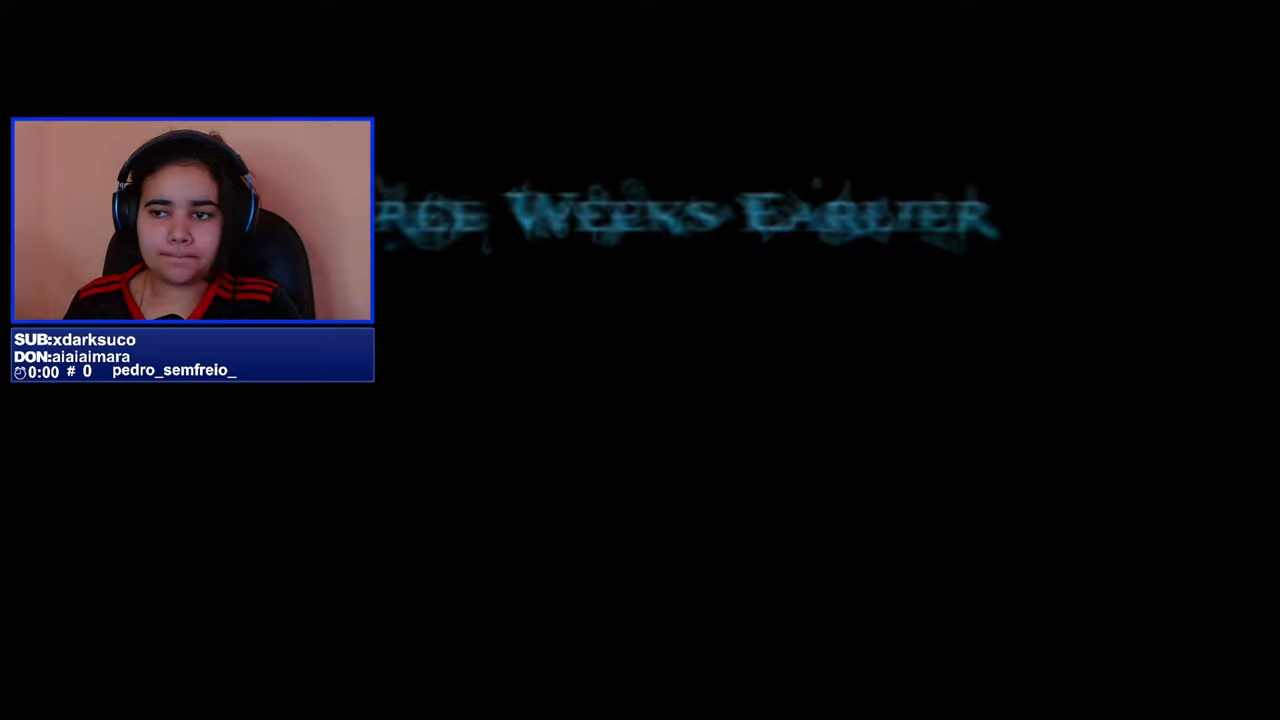 Weeks Earlier
SUB:xdarksuco
DON:aiaiaimara
0:00 # 0 pedro_semfreio_